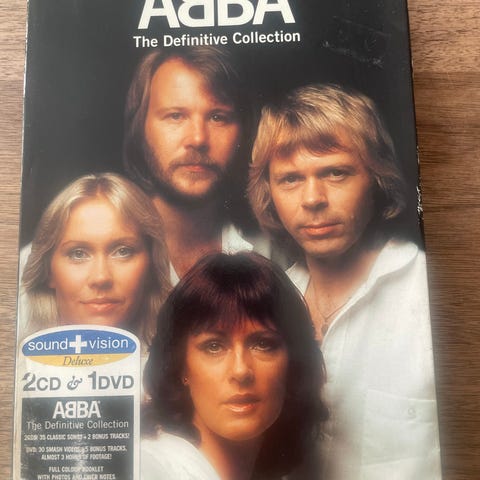 ABBA
The Definitive Collection
sound+vision
Deluxe
2CD & 1DVD
ABBA
The Definitive Collection
2CDS: 35 CLASSIC SONGS + 2 BONUS TRACKS!
DVD: 30 SMASH VIDEOS + 5 BONUS TRACKS,
ALMOST 3 HOURS OF FOOTAGE!
FULL COLOUR BOOKLET
WITH PHOTOS AND LINER NOTES.